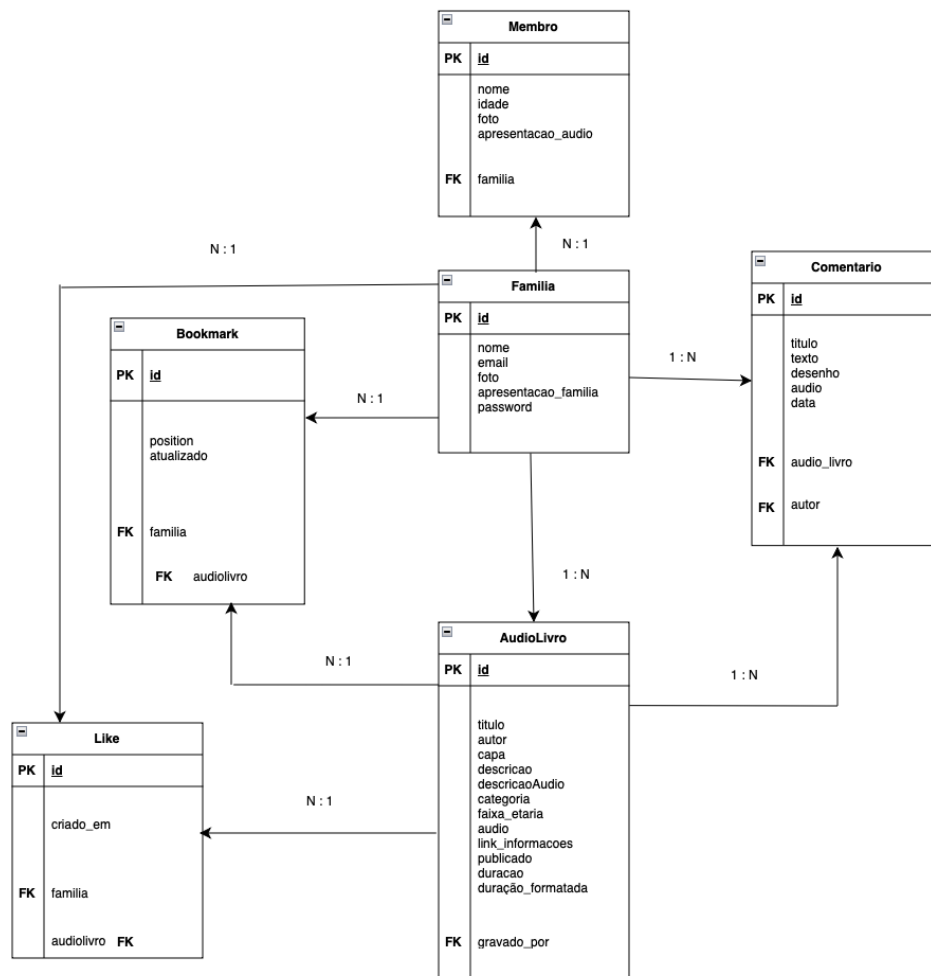 Membro
PK id
nome
idade
foto
apresentacao_audio
FK familia
N : 1
N : 1
Familia
PK id
nome
email
foto
apresentacao_familia
password
Comentario
PK id
titulo
texto
desenho
audio
data
FK audio_livro
FK autor
1 : N
Bookmark
PK id
position
atualizado
FK familia
FK audiolivro
N : 1
1 : N
AudioLivro
PK id
titulo
autor
capa
descricao
descricaoAudio
categoria
faixa_etaria
audio
link_informacoes
publicado
duracao
duração_formatada
FK gravado_por
N : 1
1 : N
Like
PK id
criado_em
FK familia
audiolivro FK
N : 1